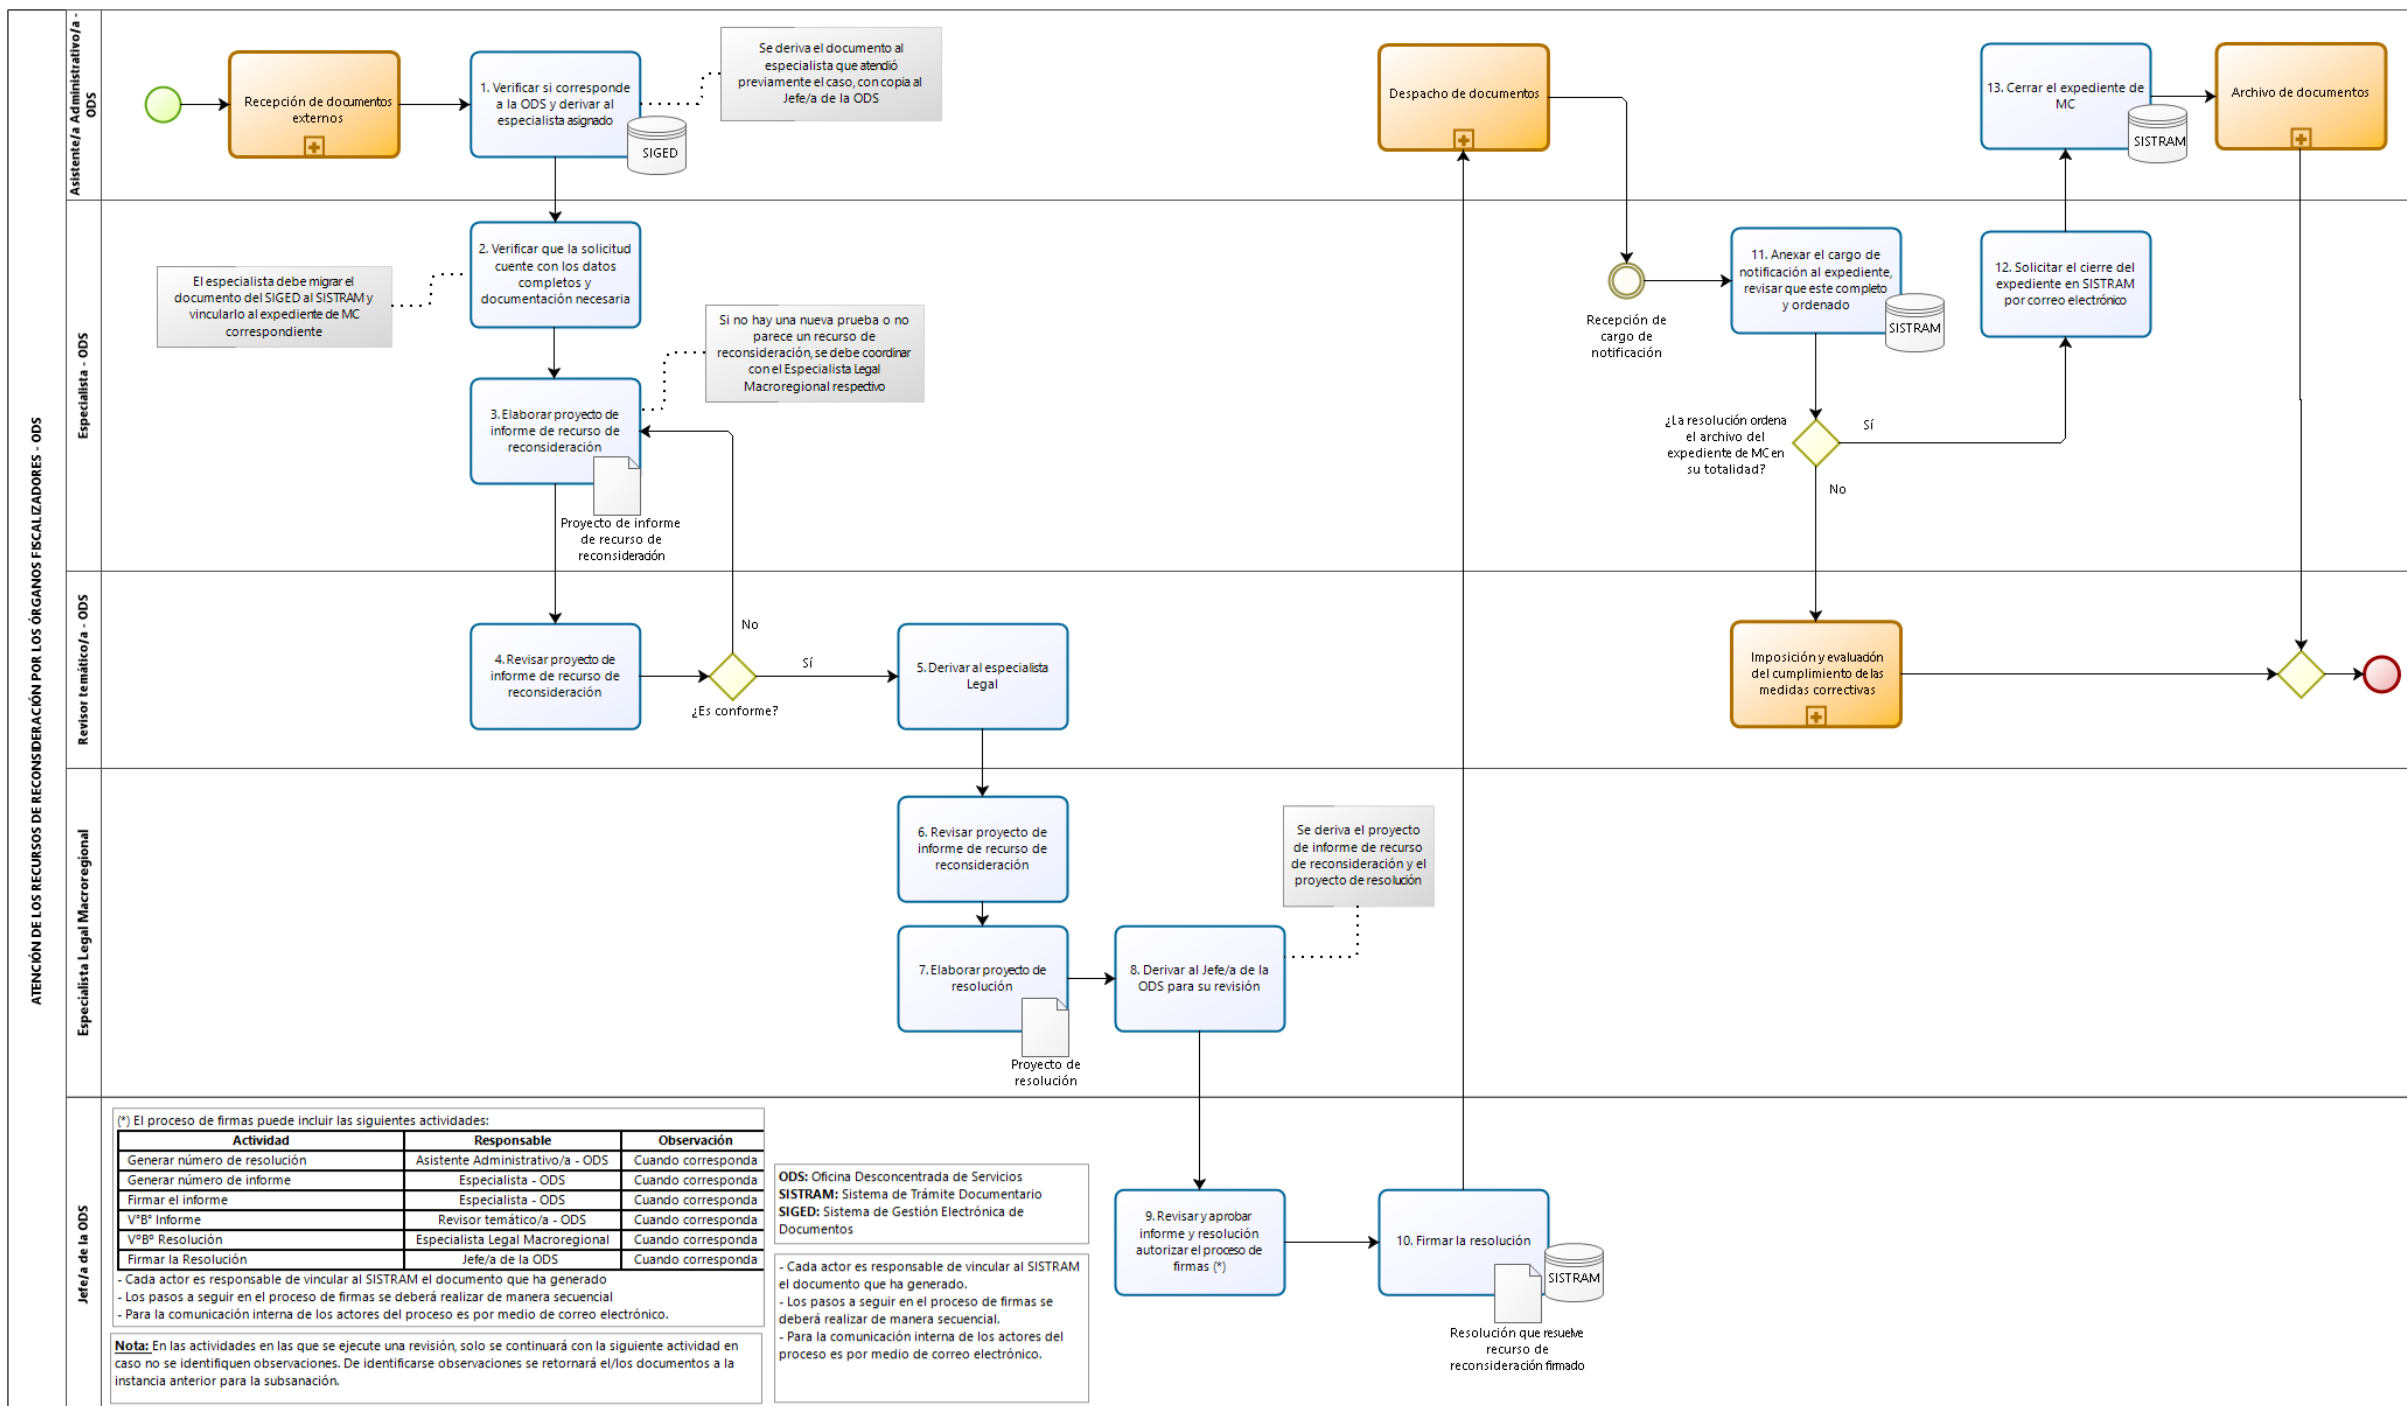 ATENCIÓN DE LOS RECURSOS DE RECONSIDERACIÓN POR LOS ÓRGANOS FISCALIZADORES - ODS
Asistente/a Administrativo/a -
ODS
Recepción de documentos
externos
1. Verificar si corresponde
a la ODS y derivar al
especialista asignado
SIGED
Se deriva el documento al
especialista que atendió
previamente el caso, con copia al
Jefe/a de la ODS
Despacho de documentos
13. Cerrar el expediente de
MC
SISTRAM
Archivo de documentos
Especialista - ODS
2. Verificar que la solicitud
cuente con los datos
completos y
documentación necesaria
El especialista debe migrar el
documento del SIGED al SISTRAM y
vincularlo al expediente de MC
correspondiente
Si no hay una nueva prueba o no
parece un recurso de
reconsideración, se debe coordinar
con el Especialista Legal
Macroregional respectivo
3. Elaborar proyecto de
informe de recurso de
reconsideración
Proyecto de informe
de recurso de
reconsideración
Recepción de
cargo de
notificación
11. Anexar el cargo de
notificación al expediente,
revisar que este completo
y ordenado
SISTRAM
12. Solicitar el cierre del
expediente en SISTRAM
por correo electrónico
¿La resolución ordena
el archivo del
expediente de MC en
su totalidad?
Sí
No
Revisor temático/a - ODS
4. Revisar proyecto de
informe de recurso de
reconsideración
No
Sí
¿Es conforme?
5. Derivar al especialista
Legal
Imposición y evaluación
del cumplimiento de las
medidas correctivas
Especialista Legal Macroregional
6. Revisar proyecto de
informe de recurso de
reconsideración
7. Elaborar proyecto de
resolución
Proyecto de
resolución
8. Derivar al Jefe/a de la
ODS para su revisión
Se deriva el proyecto
de informe de recurso
de reconsideración y el
proyecto de resolución
Jefe/a de la ODS
(*) El proceso de firmas puede incluir las siguientes actividades:
Actividad Responsable Observación
Generar número de resolución Asistente Administrativo/a - ODS Cuando corresponda
Generar número de informe Especialista - ODS Cuando corresponda
Firmar el informe Especialista - ODS Cuando corresponda
V°B° Informe Revisor temático/a - ODS Cuando corresponda
V°B° Resolución Especialista Legal Macroregional Cuando corresponda
Firmar la Resolución Jefe/a de la ODS Cuando corresponda
- Cada actor es responsable de vincular al SISTRAM el documento que ha generado
- Los pasos a seguir en el proceso de firmas se deberá realizar de manera secuencial
- Para la comunicación interna de los actores del proceso es por medio de correo electrónico.
Nota: En las actividades en las que se ejecute una revisión, solo se continuará con la siguiente actividad en
caso no se identifiquen observaciones. De identificarse observaciones se retornará el/los documentos a la
instancia anterior para la subsanación.
ODS: Oficina Desconcentrada de Servicios
SISTRAM: Sistema de Trámite Documentario
SIGED: Sistema de Gestión Electrónica de
Documentos
- Cada actor es responsable de vincular al SISTRAM
el documento que ha generado.
- Los pasos a seguir en el proceso de firmas se
deberá realizar de manera secuencial.
- Para la comunicación interna de los actores del
proceso es por medio de correo electrónico.
9. Revisar y aprobar
informe y resolución
autorizar el proceso de
firmas (*)
10. Firmar la resolución
SISTRAM
Resolución que resuelve
recurso de
reconsideración firmado